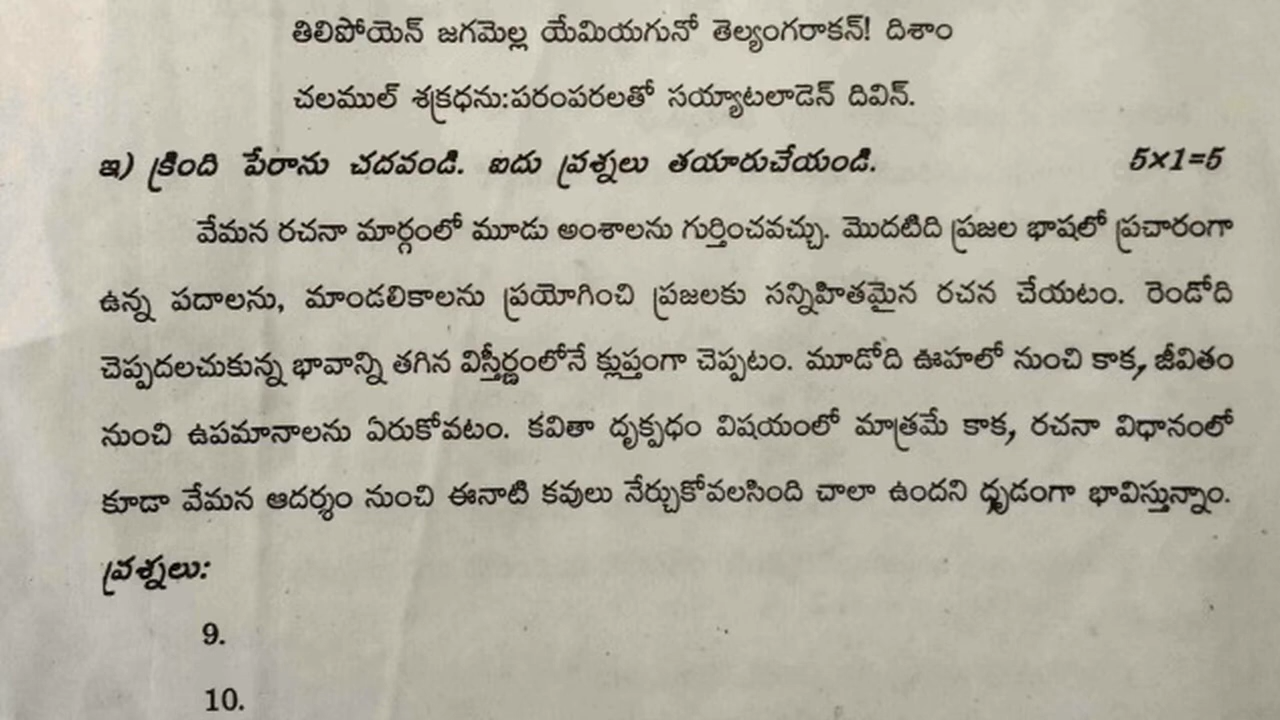 తిలిపోయెన్ జగమెల్ల యేమియగునో తెల్యంగరాకన్! దిశాం
చలముల్ శక్రధను:పరంపరలతో సయ్యాటలాడెన్ దివిన్.
ఇ) క్రింది పేరాను చదవండి. ఐదు ప్రశ్నలు తయారుచేయండి. 5×1=5
వేమన రచనా మార్గంలో మూడు అంశాలను గుర్తించవచ్చు. మొదటిది ప్రజల భాషలో ప్రచారంగా
ఉన్న పదాలను, మాండలికాలను ప్రయోగించి ప్రజలకు సన్నిహితమైన రచన చేయటం. రెండోది
చెప్పదలచుకున్న భావాన్ని తగిన విస్తీర్ణంలోనే క్లుప్తంగా చెప్పటం. మూడోది ఊహలో నుంచి కాక, జీవితం
నుంచి ఉపమానాలను ఏరుకోవటం. కవితా దృక్పధం విషయంలో మాత్రమే కాక, రచనా విధానంలో
కూడా వేమన ఆదర్శం నుంచి ఈనాటి కవులు నేర్చుకోవలసింది చాలా ఉందని ధృడంగా భావిస్తున్నాం.
ప్రశ్నలు:
9.
10.